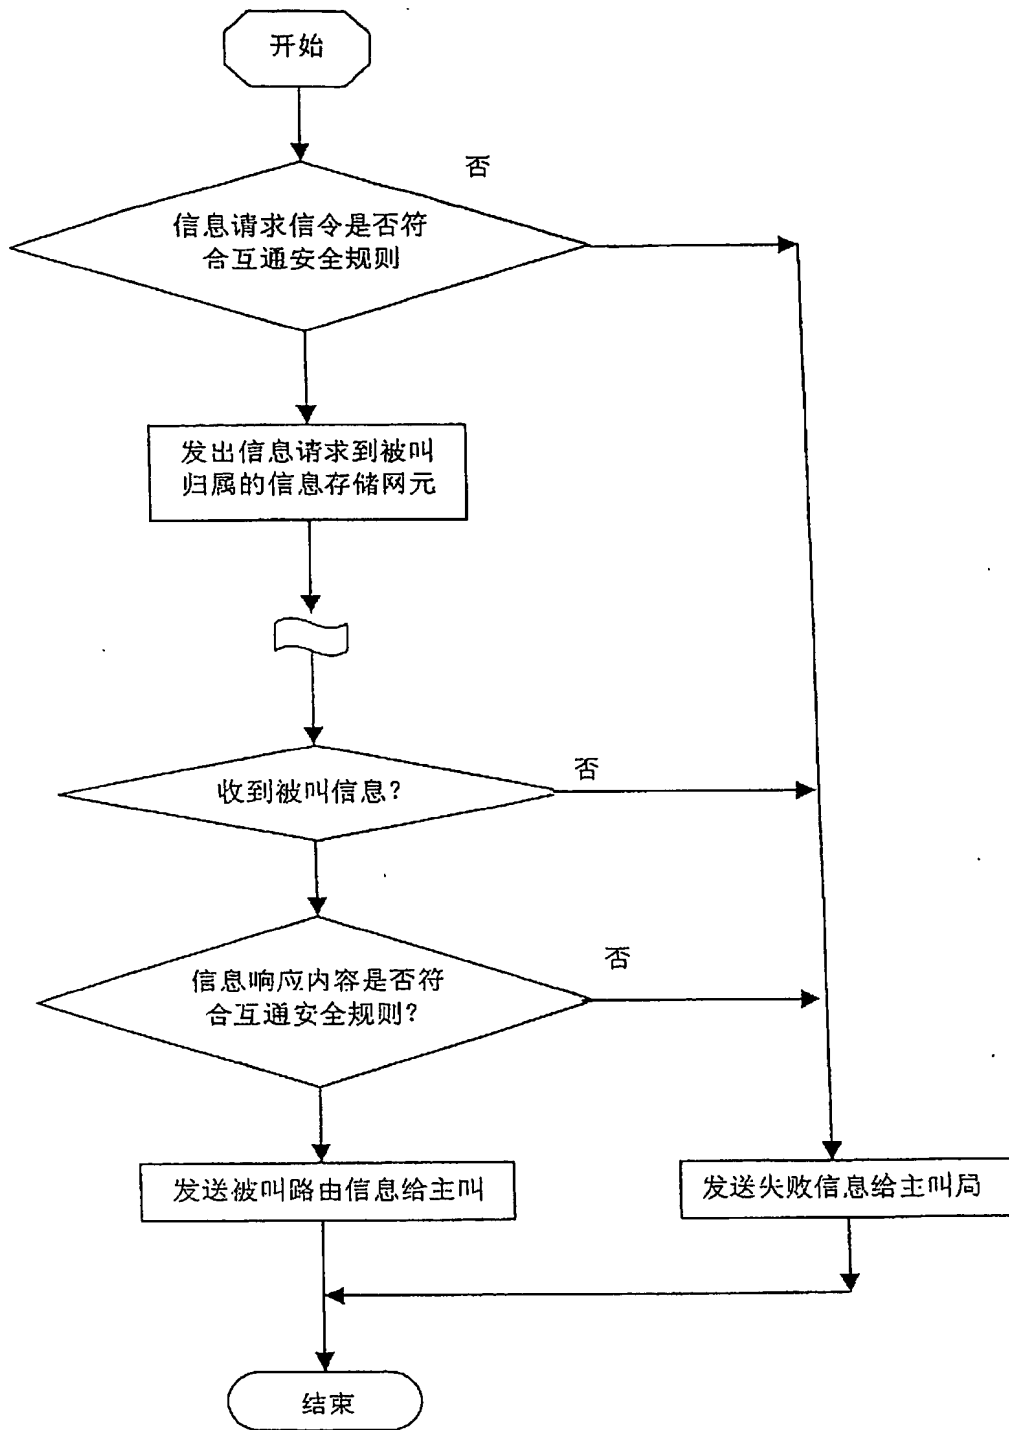 开始
否
信息请求信令是否符
合互通安全规则
发出信息请求到被叫
归属的信息存储网元
收到被叫信息？
否
信息响应内容是否符
合互通安全规则？
否
发送被叫路由信息给主叫
发送失败信息给主叫局
结束